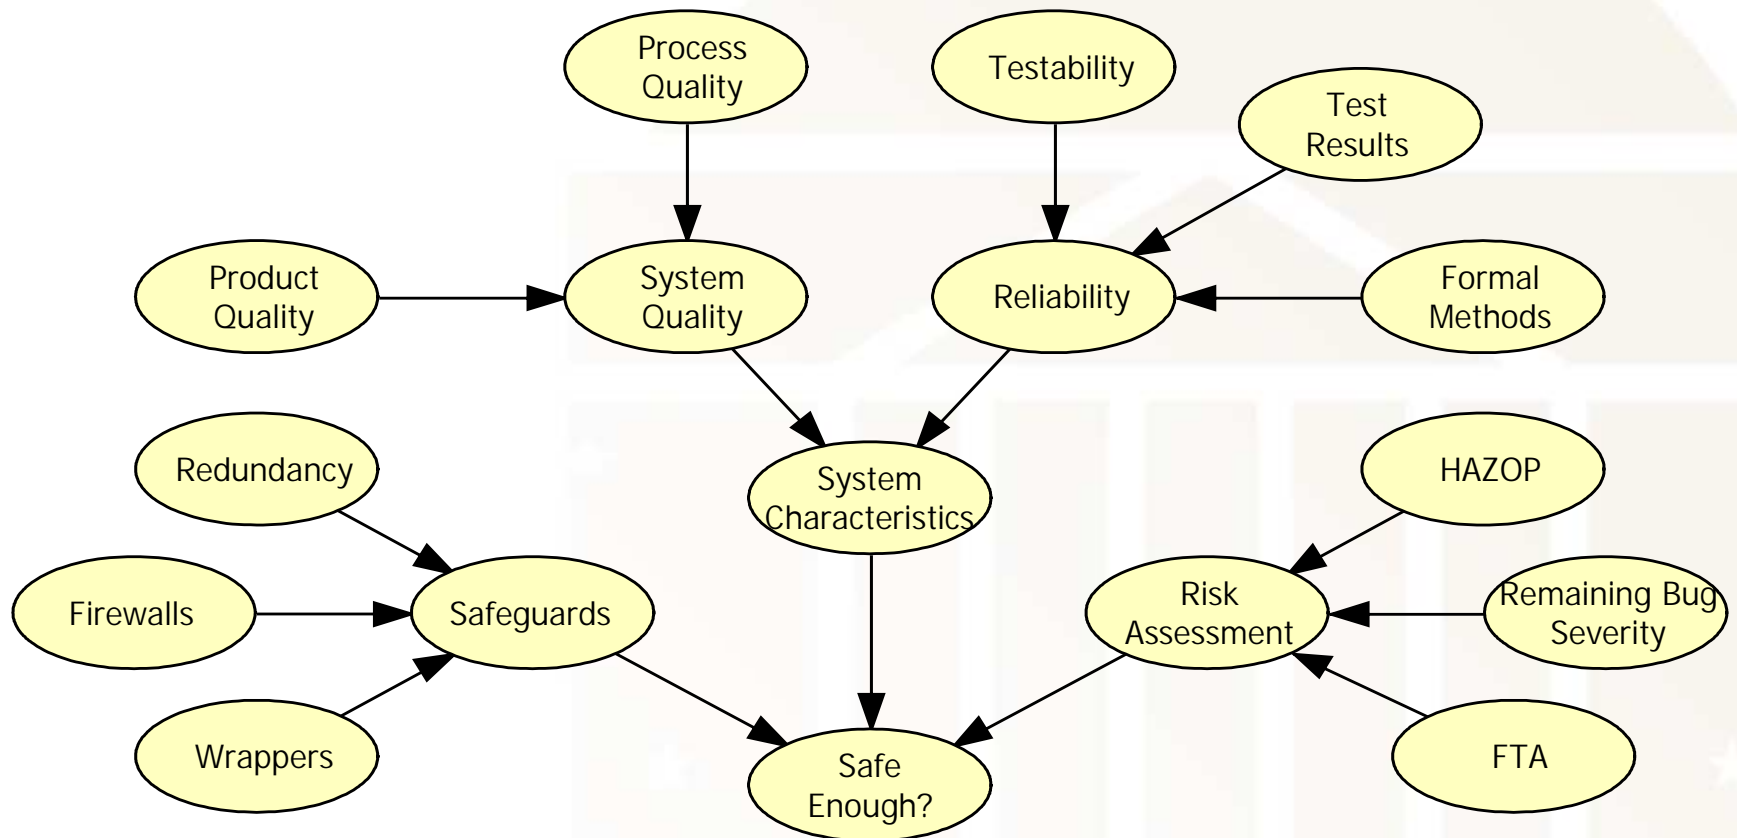 Process
Quality
Testability
Test
Results
Product
Quality
System
Quality
Reliability
Formal
Methods
Redundancy
System
Characteristics
HAZOP
Firewalls
Safeguards
Risk
Assessment
Remaining Bug
Severity
Wrappers
Safe
Enough?
FTA